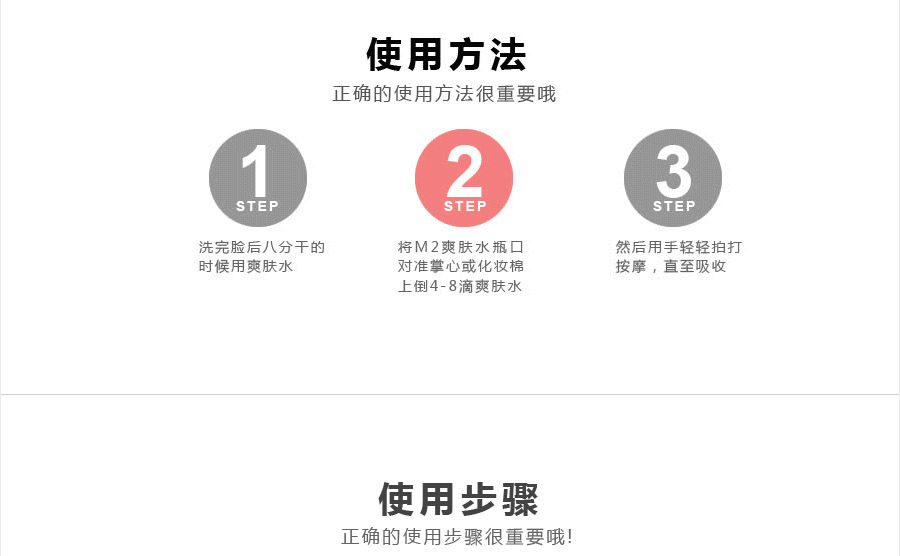 使用方法
正确的使用方法很重要哦
1
STEP
洗完脸后八分干的
时候用爽肤水
2
STEP
将M2爽肤水瓶口
对准掌心或化妆棉
上倒4-8滴爽肤水
3
STEP
然后用手轻轻拍打
按摩，直至吸收
使用步骤
正确的使用步骤很重要哦!